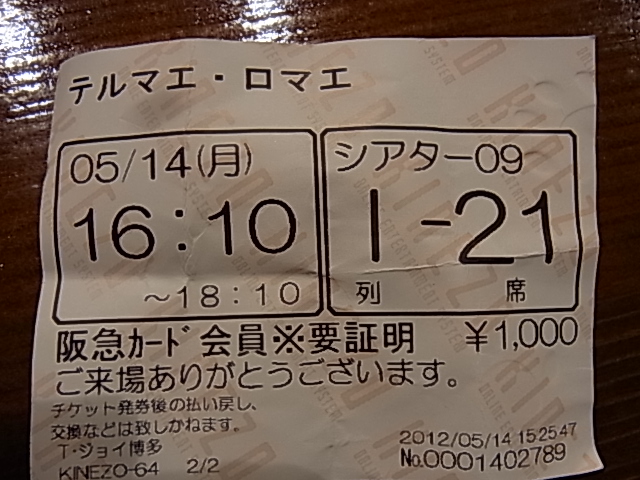 テルマエ・ロマエ
05/14(月)
16:10
～18:10
シアター09
I-21
列 席
阪急ｶｰﾄﾞ会員※要証明 ¥1,000
ご来場ありがとうございます。
チケット発券後の払い戻し、
交換などは致しかねます。
T・ジョイ博多
KINEZO-64 2/2
2012/05/14 15:25:47
No.0001402789